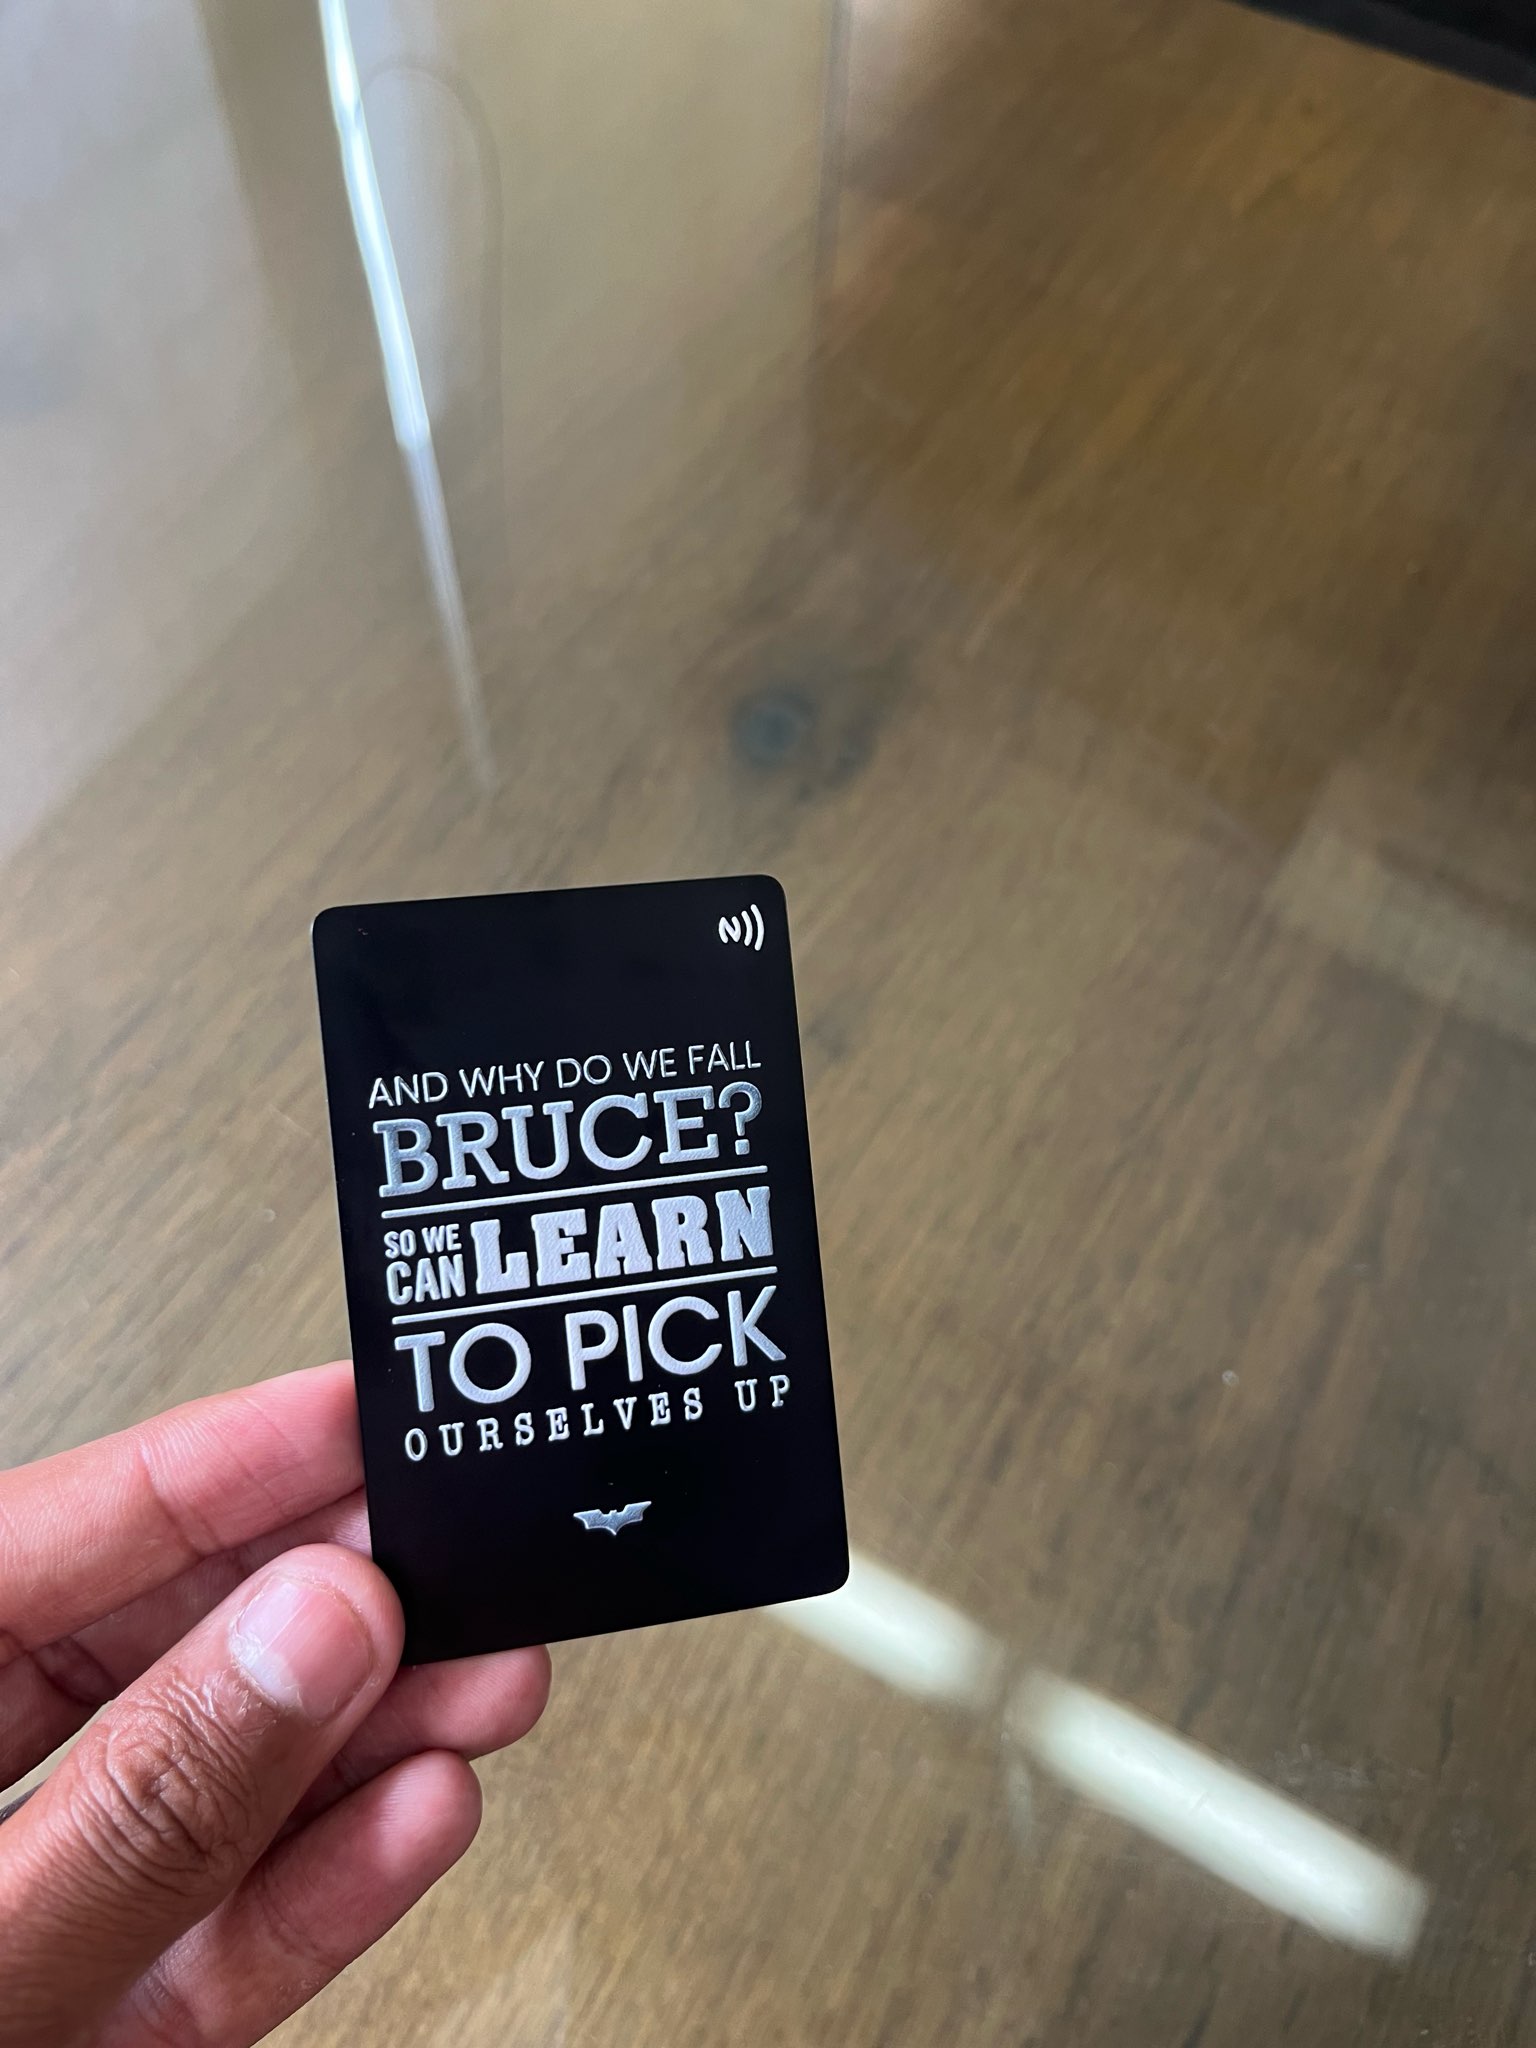 AND WHY DO WE FALL
BRUCE?
SO WE
CAN LEARN
TO PICK
OURSELVES UP